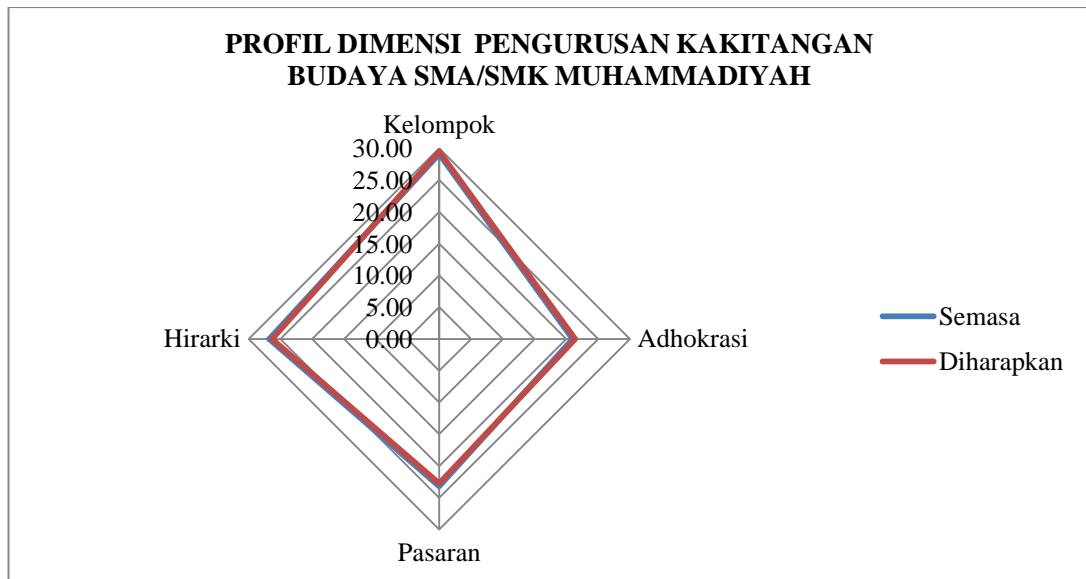 PROFIL DIMENSI PENGURUSAN KAKITANGAN
BUDAYA SMA/SMK MUHAMMADIYAH
Kelompok
30.00
25.00
20.00
15.00
10.00
5.00
0.00
Hirarki
Adhokrasi
Pasaran
Semasa
Diharapkan